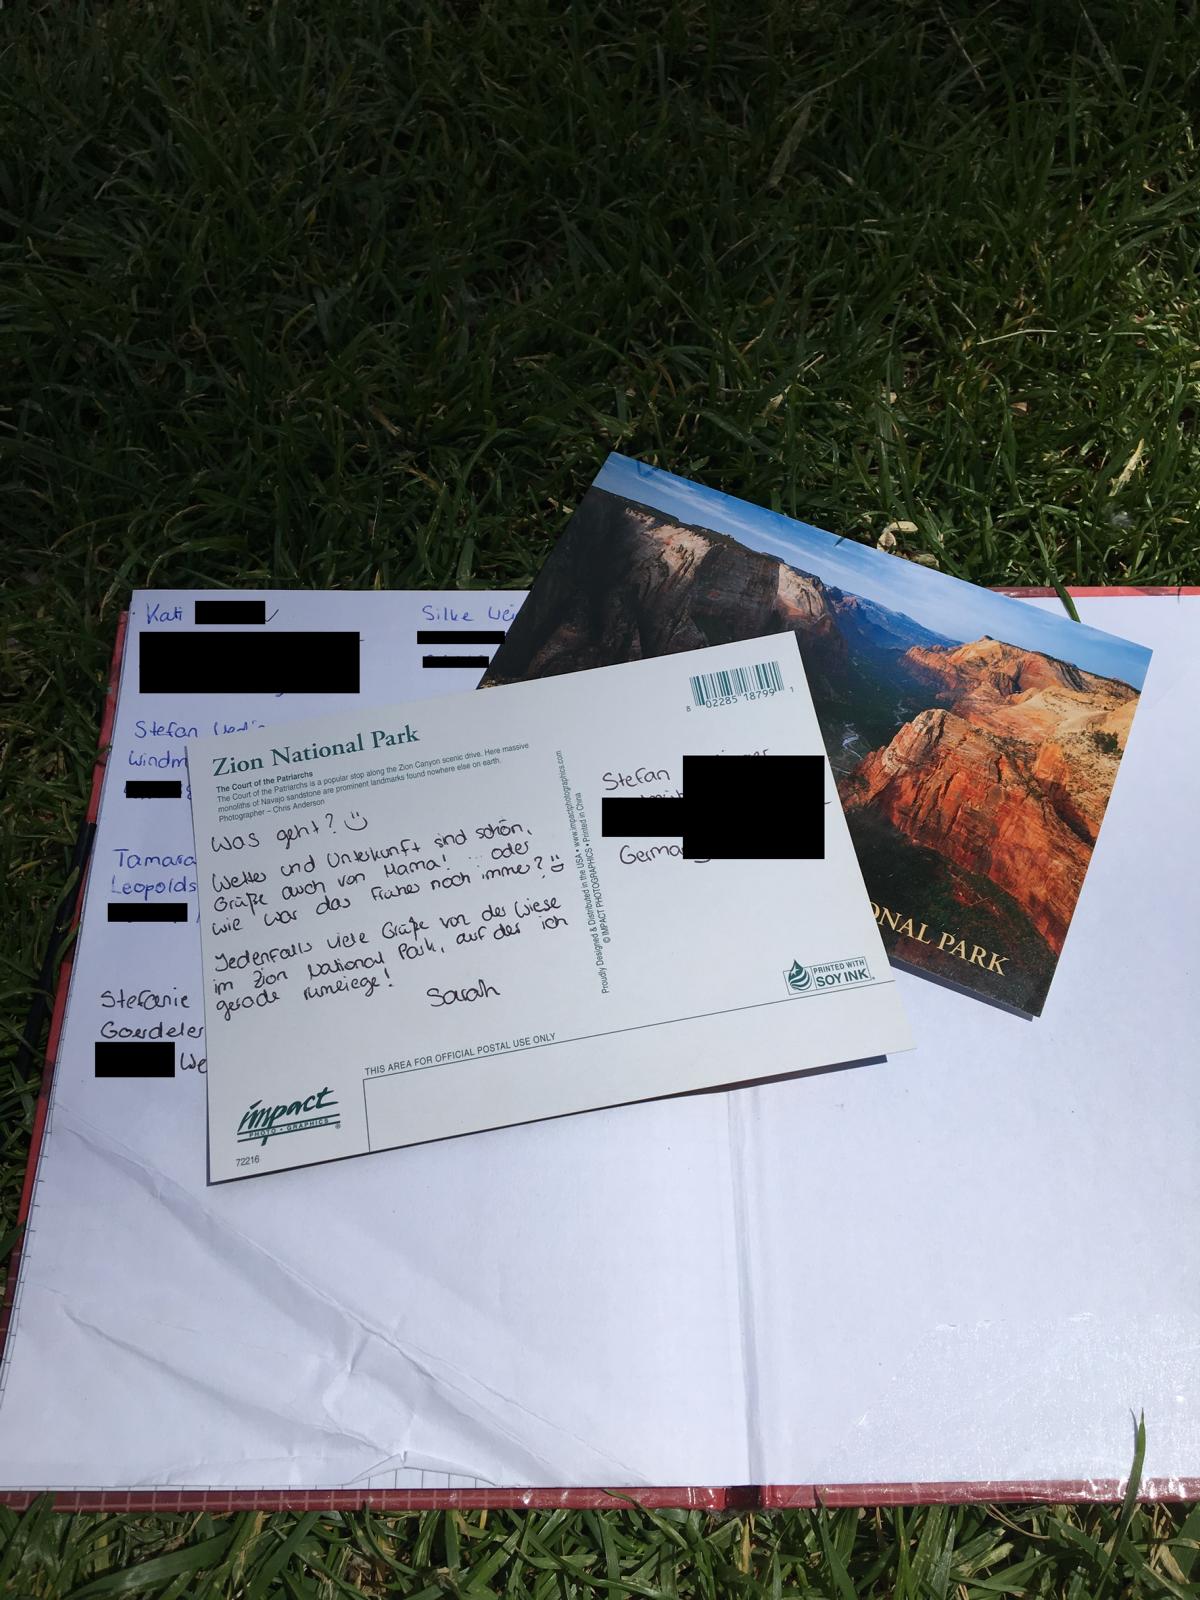 Kati
Silke Wei
Stefan
Windm
Tamara
Leopolds
Stefanie
Goerdeler
We
ONAL PARK
Zion National Park
The Court of the Patriarchs
The Court of the Patriarchs is a popular stop along the Zion Canyon scenic drive. Here massive
monoliths of Navajo sandstone are prominent landmarks found nowhere else on earth.
Photographer – Chris Anderson
Was geht?
Wetter und Unterkunft sind schön,
Grüße auch von Mama! ... oder
wie war das früher noch immer?
Jedenfalls viele Grüße von der Wiese
im Zion National Park, auf der ich
gerade rumliege!
Sarah
Proudly Designed & Distributed in the USA • www.impactphotographics.com
© IMPACT PHOTOGRAPHICS • Printed in China
8 02285 18799 1
Stefan
German
PRINTED WITH
SOY INK
THIS AREA FOR OFFICIAL POSTAL USE ONLY
impact
PHOTO • GRAPHICS ®
72216